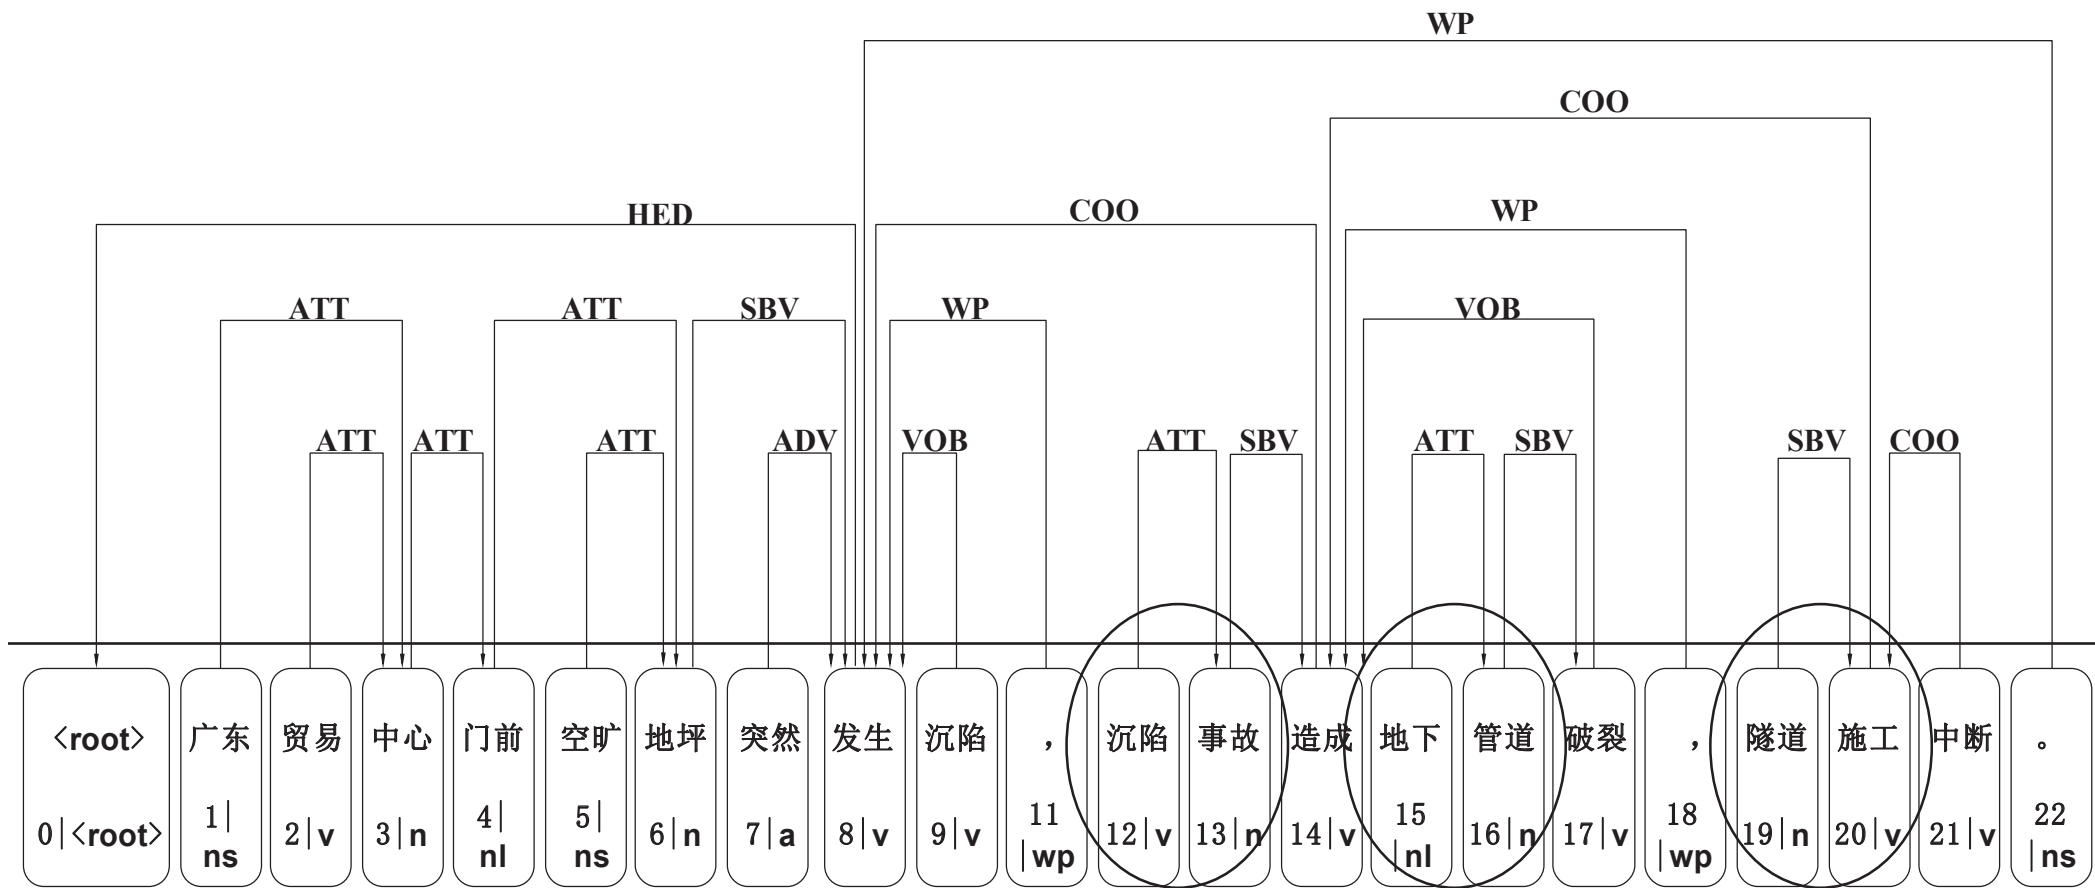 WP
COO
HED COO WP
ATT ATT SBV WP VOB
ATT ATT ATT ADV VOB ATT SBV ATT SBV SBV COO
<root> 广东 贸易 中心 门前 空旷 地坪 突然 发生 沉陷 , 沉陷 事故 造成 地下 管道 破裂 , 隧道 施工 中断 。
0|<root> 1|ns 2|v 3|n 4|nl 5|ns 6|n 7|a 8|v 9|v 11|wp 12|v 13|n 14|v 15|nl 16|n 17|v 18|wp 19|n 20|v 21|v 22|ns